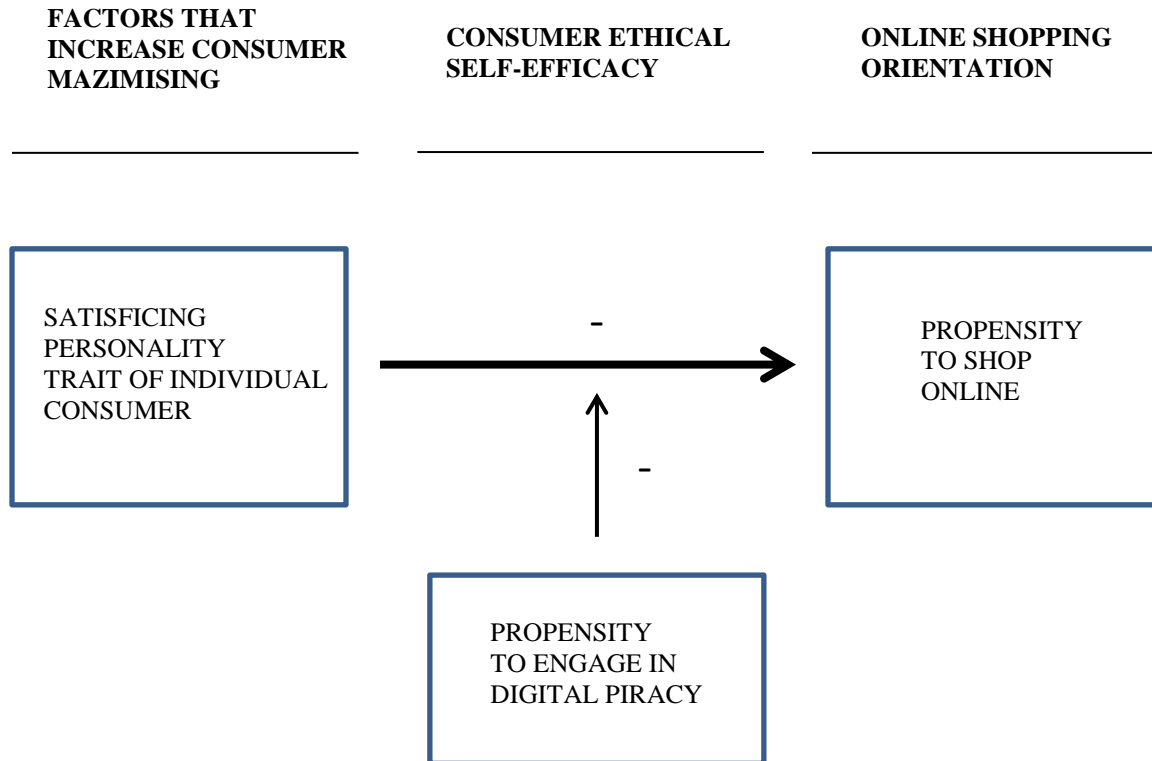 FACTORS THAT
INCREASE CONSUMER
MAZIMISING
CONSUMER ETHICAL
SELF-EFFICACY
ONLINE SHOPPING
ORIENTATION
SATISFICING
PERSONALITY
TRAIT OF INDIVIDUAL
CONSUMER
-
PROPENSITY
TO SHOP
ONLINE
-
PROPENSITY
TO ENGAGE IN
DIGITAL PIRACY